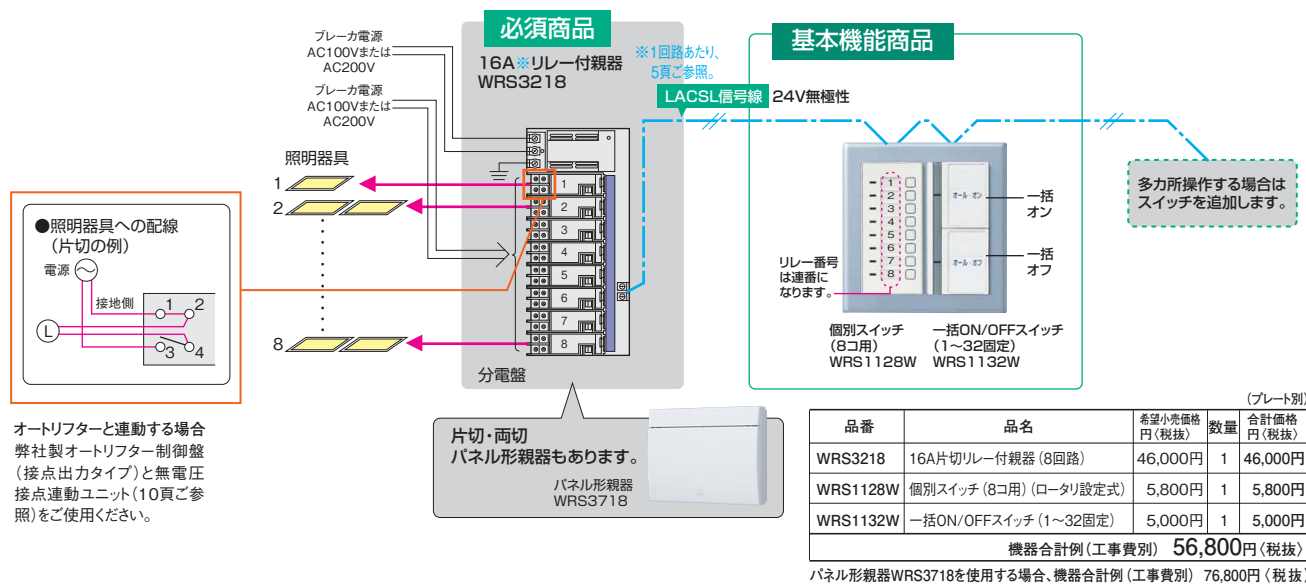 必須商品
16A※リレー付親器
WRS3218
ブレーカ電源
AC100Vまたは
AC200V
ブレーカ電源
AC100Vまたは
AC200V
※1回路あたり、
5頁ご参照。
LACSL信号線 24V無極性
基本機能商品
照明器具
1
2
8
1
2
3
4
5
6
7
8
分電盤
●照明器具への配線
(片切の例)
電源
接地側
1 2
L
3 4
オートリフターと連動する場合
弊社製オートリフター制御盤
(接点出力タイプ)と無電圧
接点連動ユニット(10頁ご参
照)をご使用ください。
片切・両切
パネル形親器もあります。
パネル形親器
WRS3718
1
2
3
4
5
6
7
8
オール・オン
オール・オフ
一括
オン
一括
オフ
リレー番号
は連番に
なります。
個別スイッチ
(8コ用)
WRS1128W
一括ON/OFFスイッチ
(1〜32固定)
WRS1132W
多カ所操作する場合は
スイッチを追加します。
(プレート別)
品番 品名 希望小売価格 円〈税抜〉 数量 合計価格 円〈税抜〉
WRS3218 16A片切リレー付親器(8回路) 46,000円 1 46,000円
WRS1128W 個別スイッチ(8コ用)(ロータリ設定式) 5,800円 1 5,800円
WRS1132W 一括ON/OFFスイッチ(1〜32固定) 5,000円 1 5,000円
機器合計例(工事費別) 56,800円〈税抜〉
パネル形親器WRS3718を使用する場合、機器合計例(工事費別) 76,800円〈税抜〉